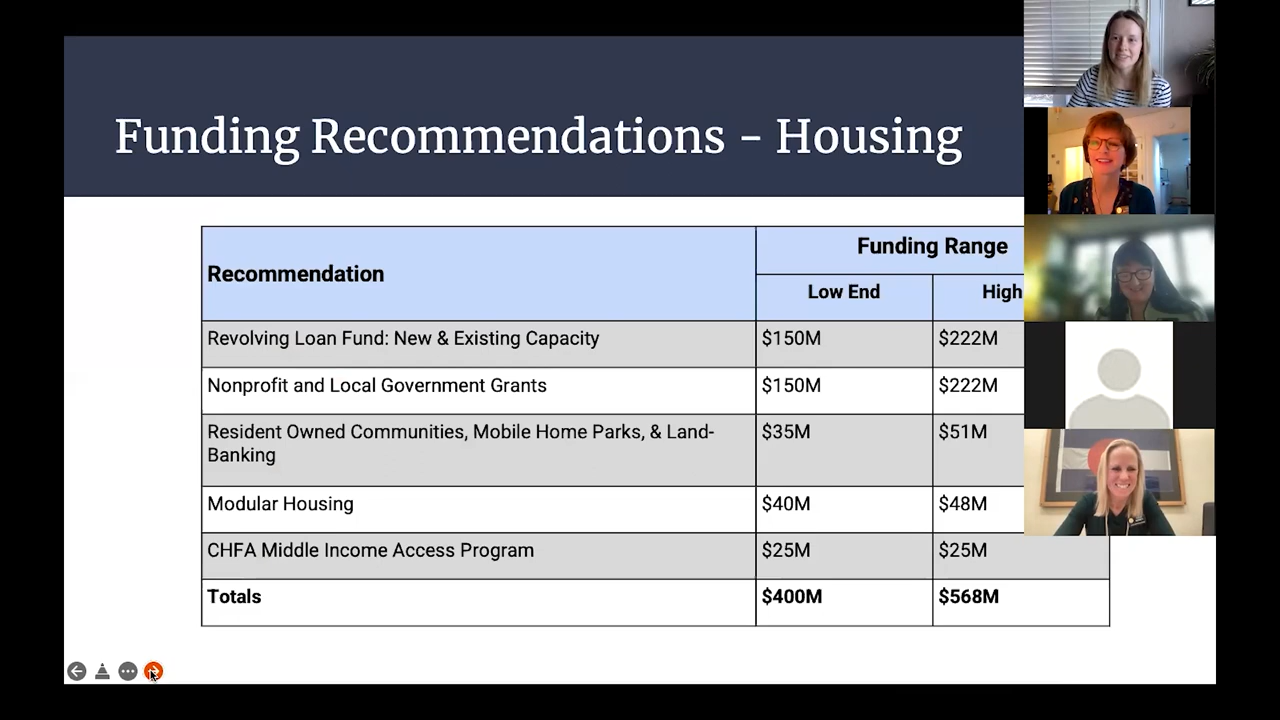 Funding Recommendations - Housing
Recommendation
Funding Range
Low End
High
Revolving Loan Fund: New & Existing Capacity
$150M
$222M
Nonprofit and Local Government Grants
$150M
$222M
Resident Owned Communities, Mobile Home Parks, & Land-
Banking
$35M
$51M
Modular Housing
$40M
$48M
CHFA Middle Income Access Program
$25M
$25M
Totals
$400M
$568M